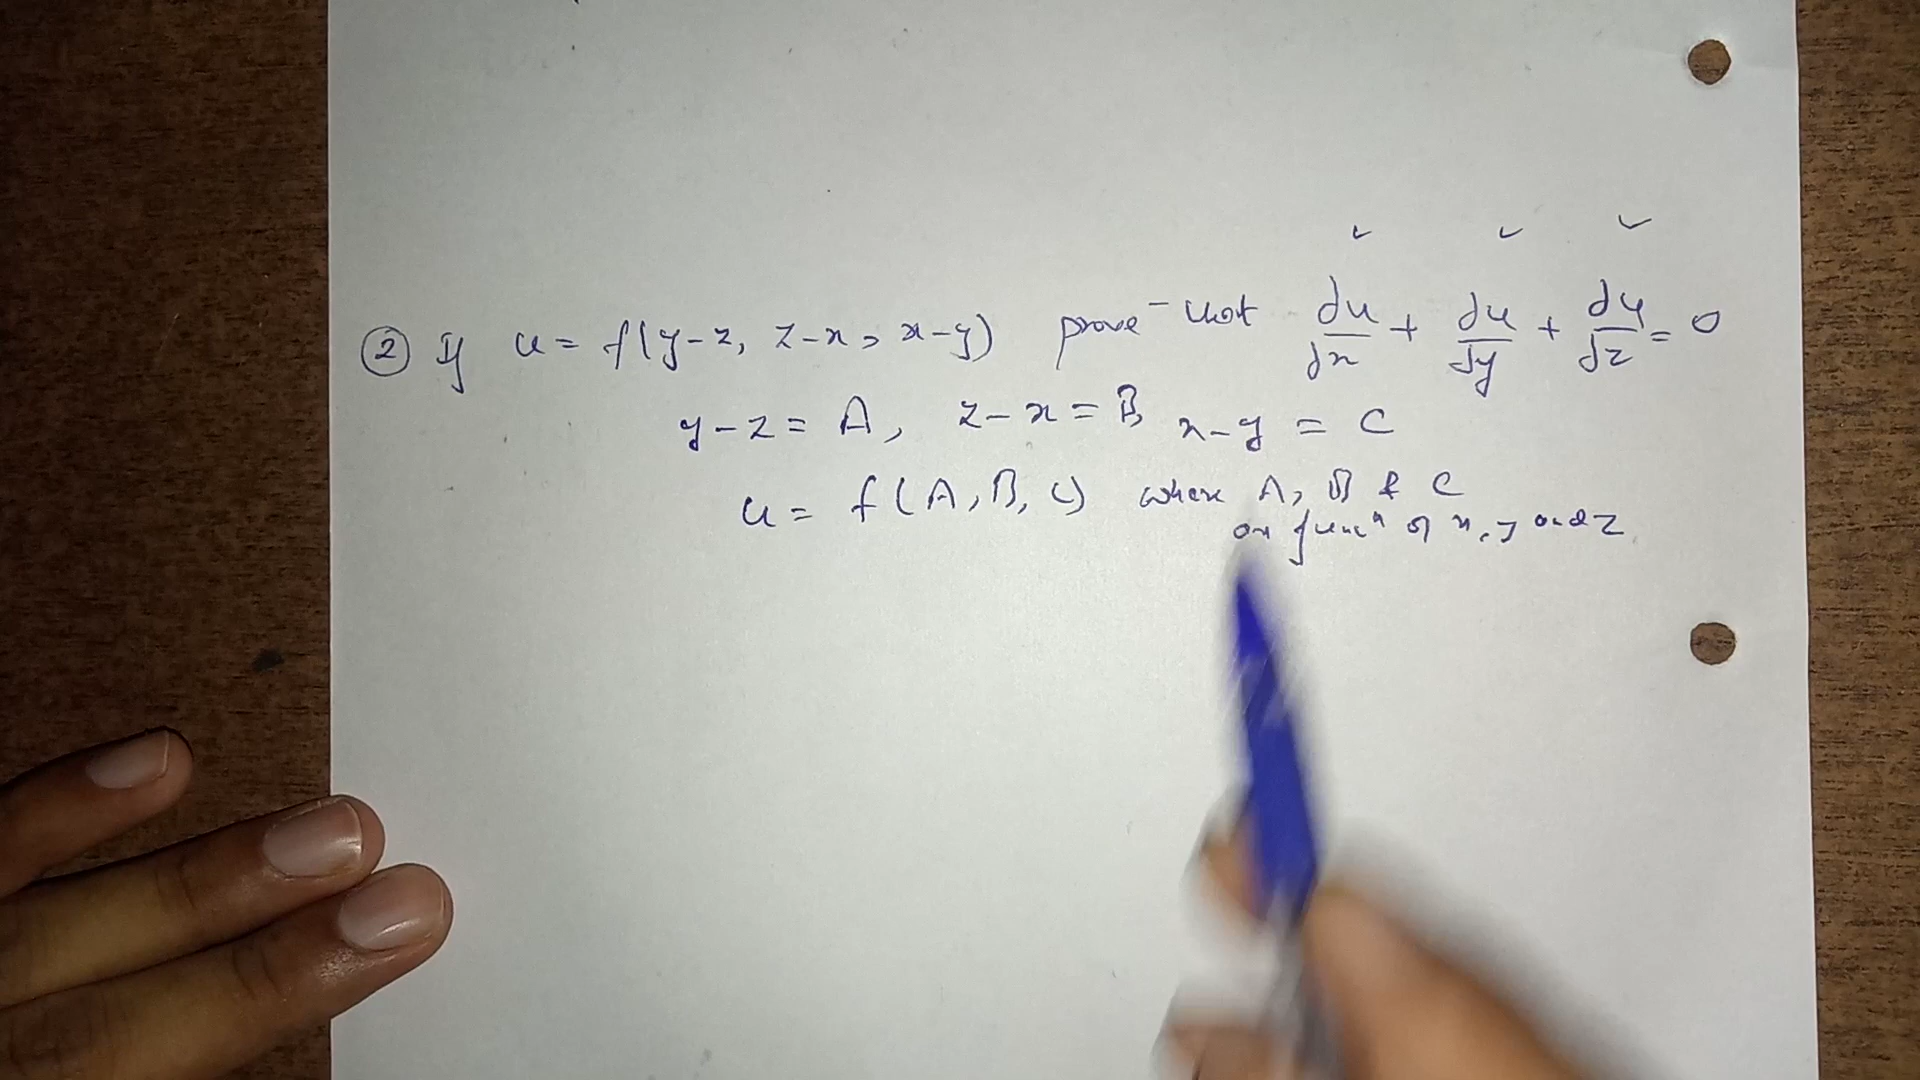 ② If u = f(y-z, z-x, x-y) prove that ∂u/∂x + ∂u/∂y + ∂u/∂z = 0
y-z = A, z-x = B, x-y = C
u = f(A, B, C) where A, B & C
are funcⁿ of x, y and z